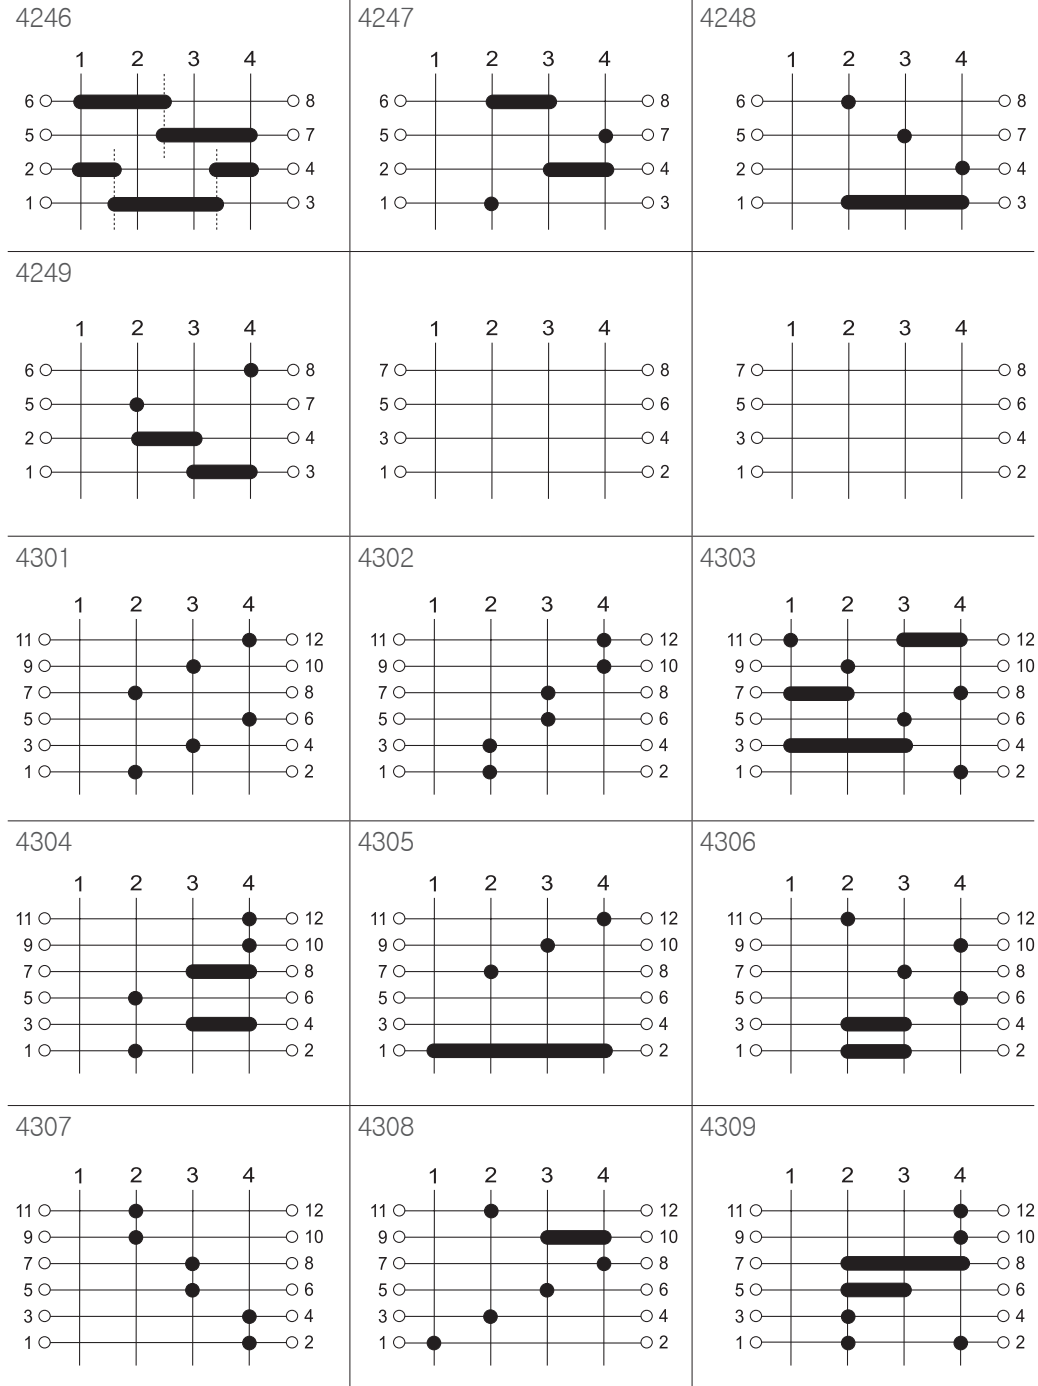 4246 4247 4248
1 2 3 4 1 2 3 4 1 2 3 4
6 8 6 8 6 8
5 7 5 7 5 7
2 4 2 4 2 4
1 3 1 3 1 3
4249
1 2 3 4 1 2 3 4 1 2 3 4
6 8 7 8 7 8
5 7 5 6 5 6
2 4 3 4 3 4
1 3 1 2 1 2
4301 4302 4303
1 2 3 4 1 2 3 4 1 2 3 4
11 12 11 12 11 12
9 10 9 10 9 10
7 8 7 8 7 8
5 6 5 6 5 6
3 4 3 4 3 4
1 2 1 2 1 2
4304 4305 4306
1 2 3 4 1 2 3 4 1 2 3 4
11 12 11 12 11 12
9 10 9 10 9 10
7 8 7 8 7 8
5 6 5 6 5 6
3 4 3 4 3 4
1 2 1 2 1 2
4307 4308 4309
1 2 3 4 1 2 3 4 1 2 3 4
11 12 11 12 11 12
9 10 9 10 9 10
7 8 7 8 7 8
5 6 5 6 5 6
3 4 3 4 3 4
1 2 1 2 1 2